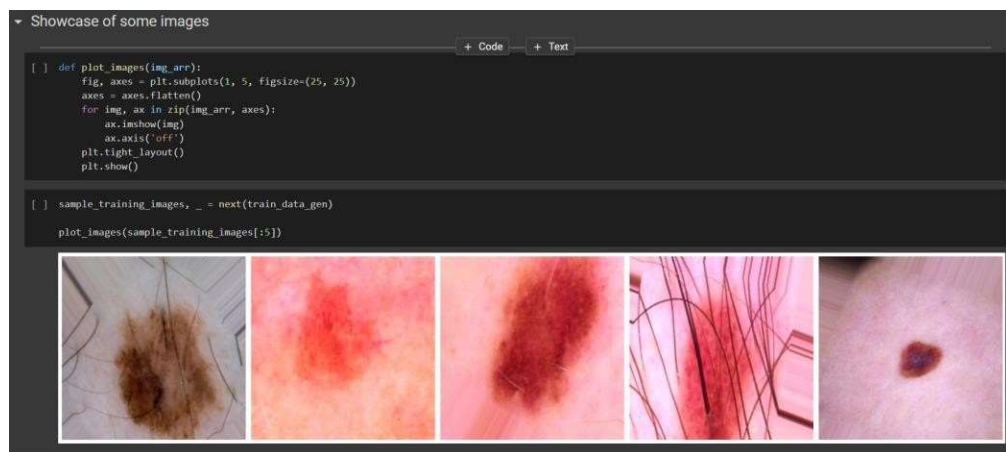 Showcase of some images
+ Code + Text
[ ] def plot_images(img_arr):
fig, axes = plt.subplots(1, 5, figsize=(25, 25))
axes = axes.flatten()
for img, ax in zip(img_arr, axes):
ax.imshow(img)
ax.axis('off')
plt.tight_layout()
plt.show()
[ ] sample_training_images, _ = next(train_data_gen)
plot_images(sample_training_images[:5])